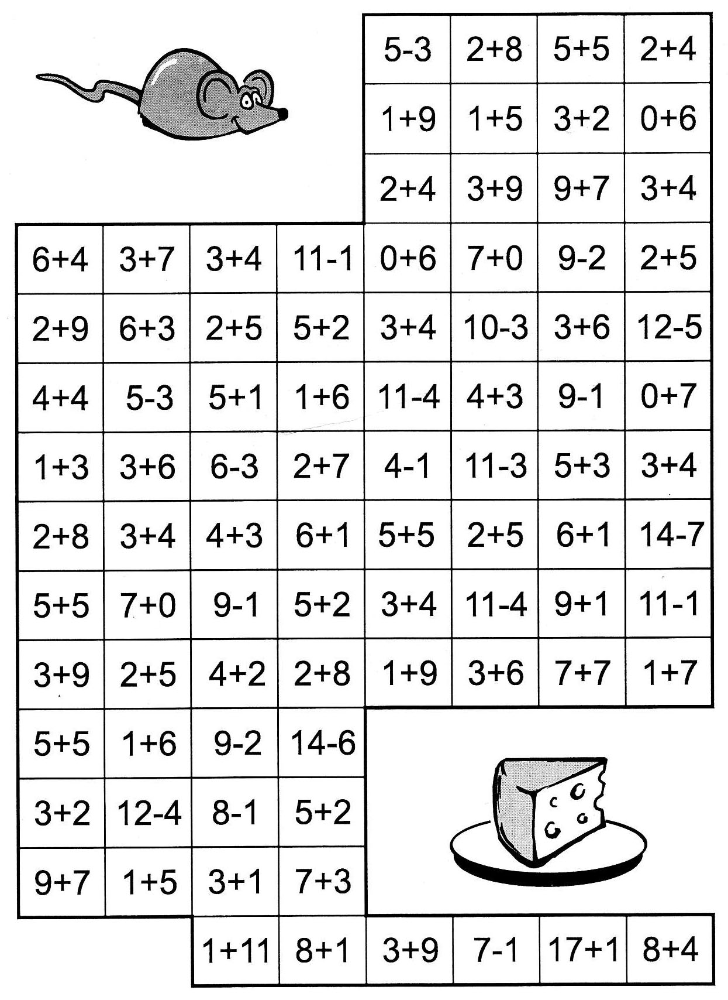 5-3 2+8 5+5 2+4
1+9 1+5 3+2 0+6
2+4 3+9 9+7 3+4
6+4 3+7 3+4 11-1 0+6 7+0 9-2 2+5
2+9 6+3 2+5 5+2 3+4 10-3 3+6 12-5
4+4 5-3 5+1 1+6 11-4 4+3 9-1 0+7
1+3 3+6 6-3 2+7 4-1 11-3 5+3 3+4
2+8 3+4 4+3 6+1 5+5 2+5 6+1 14-7
5+5 7+0 9-1 5+2 3+4 11-4 9+1 11-1
3+9 2+5 4+2 2+8 1+9 3+6 7+7 1+7
5+5 1+6 9-2 14-6
3+2 12-4 8-1 5+2
9+7 1+5 3+1 7+3
1+11 8+1 3+9 7-1 17+1 8+4